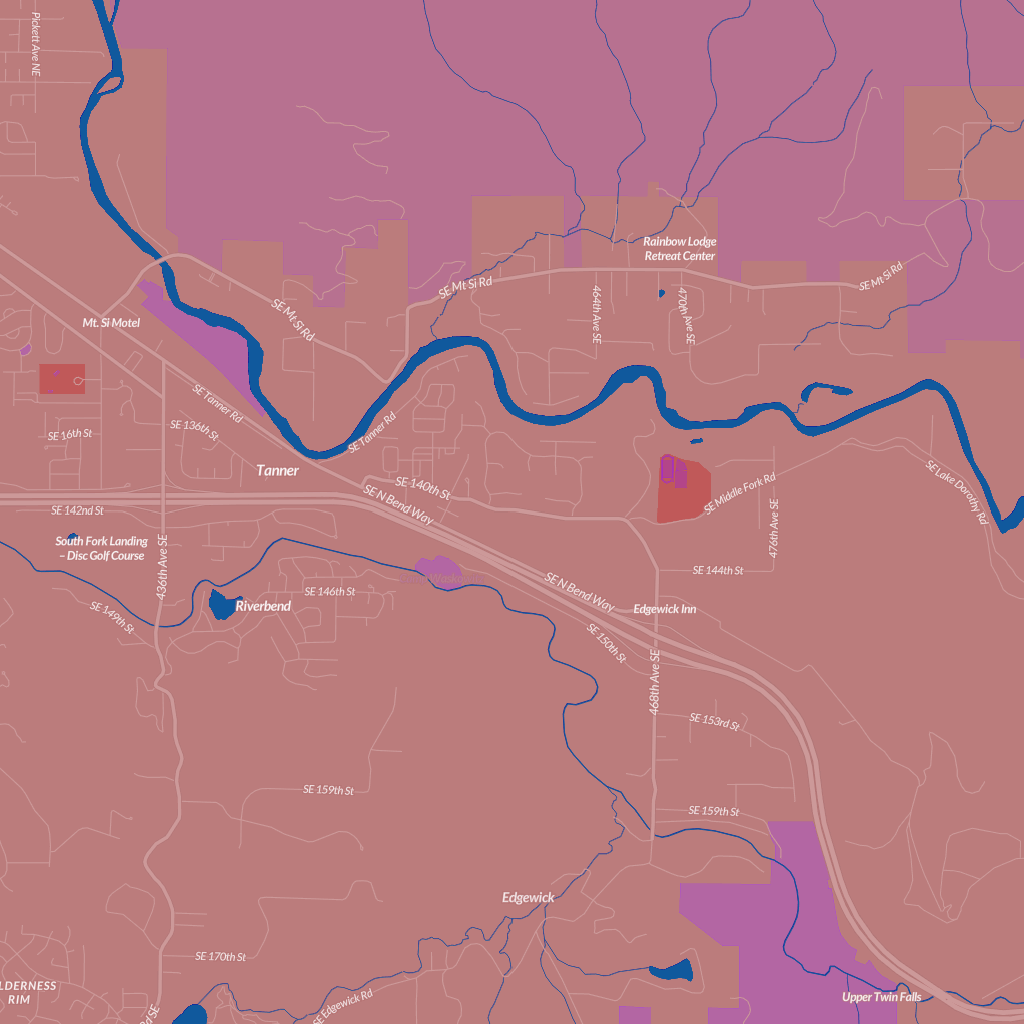 Pickett Ave NE
Rainbow Lodge
Retreat Center
SE Mt Si Rd
SE Mt Si Rd
SE Mt Si Rd
464th Ave SE
470th Ave SE
Mt. Si Motel
SE Tanner Rd
SE Tanner Rd
SE 136th St
SE 16th St
Tanner
SE 140th St
SE N Bend Way
SE Middle Fork Rd
SE Lake Dorothy Rd
SE 142nd St
476th Ave SE
South Fork Landing
– Disc Golf Course
436th Ave SE
SE 144th St
SE N Bend Way
SE 146th St
Riverbend
SE 149th St
Edgewick Inn
SE 150th St
468th Ave SE
SE 153rd St
SE 159th St
SE 159th St
Edgewick
SE 170th St
LDERNESS
RIM
SE Edgewick Rd
Rd SE
Upper Twin Falls